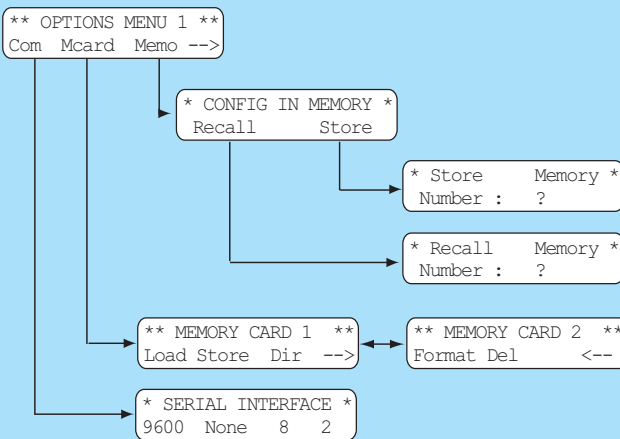 ** OPTIONS MENU 1 **
Com Mcard Memo -->
* CONFIG IN MEMORY *
Recall Store
* Store Memory *
Number : ?
* Recall Memory *
Number : ?
** MEMORY CARD 1 **
Load Store Dir -->
** MEMORY CARD 2 **
Format Del <--
* SERIAL INTERFACE *
9600 None 8 2